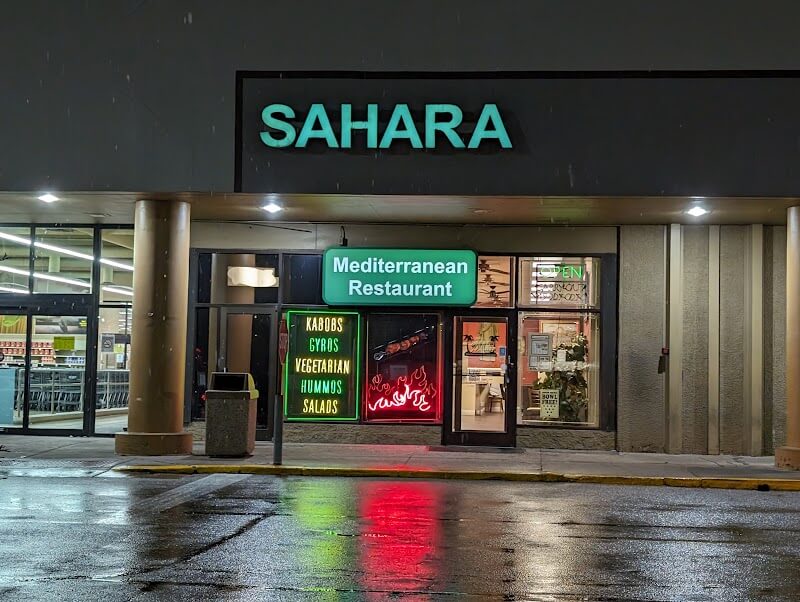 SAHARA
Mediterranean
Restaurant
OPEN
KABOBS
GYROS
VEGETARIAN
HUMMOS
SALADS